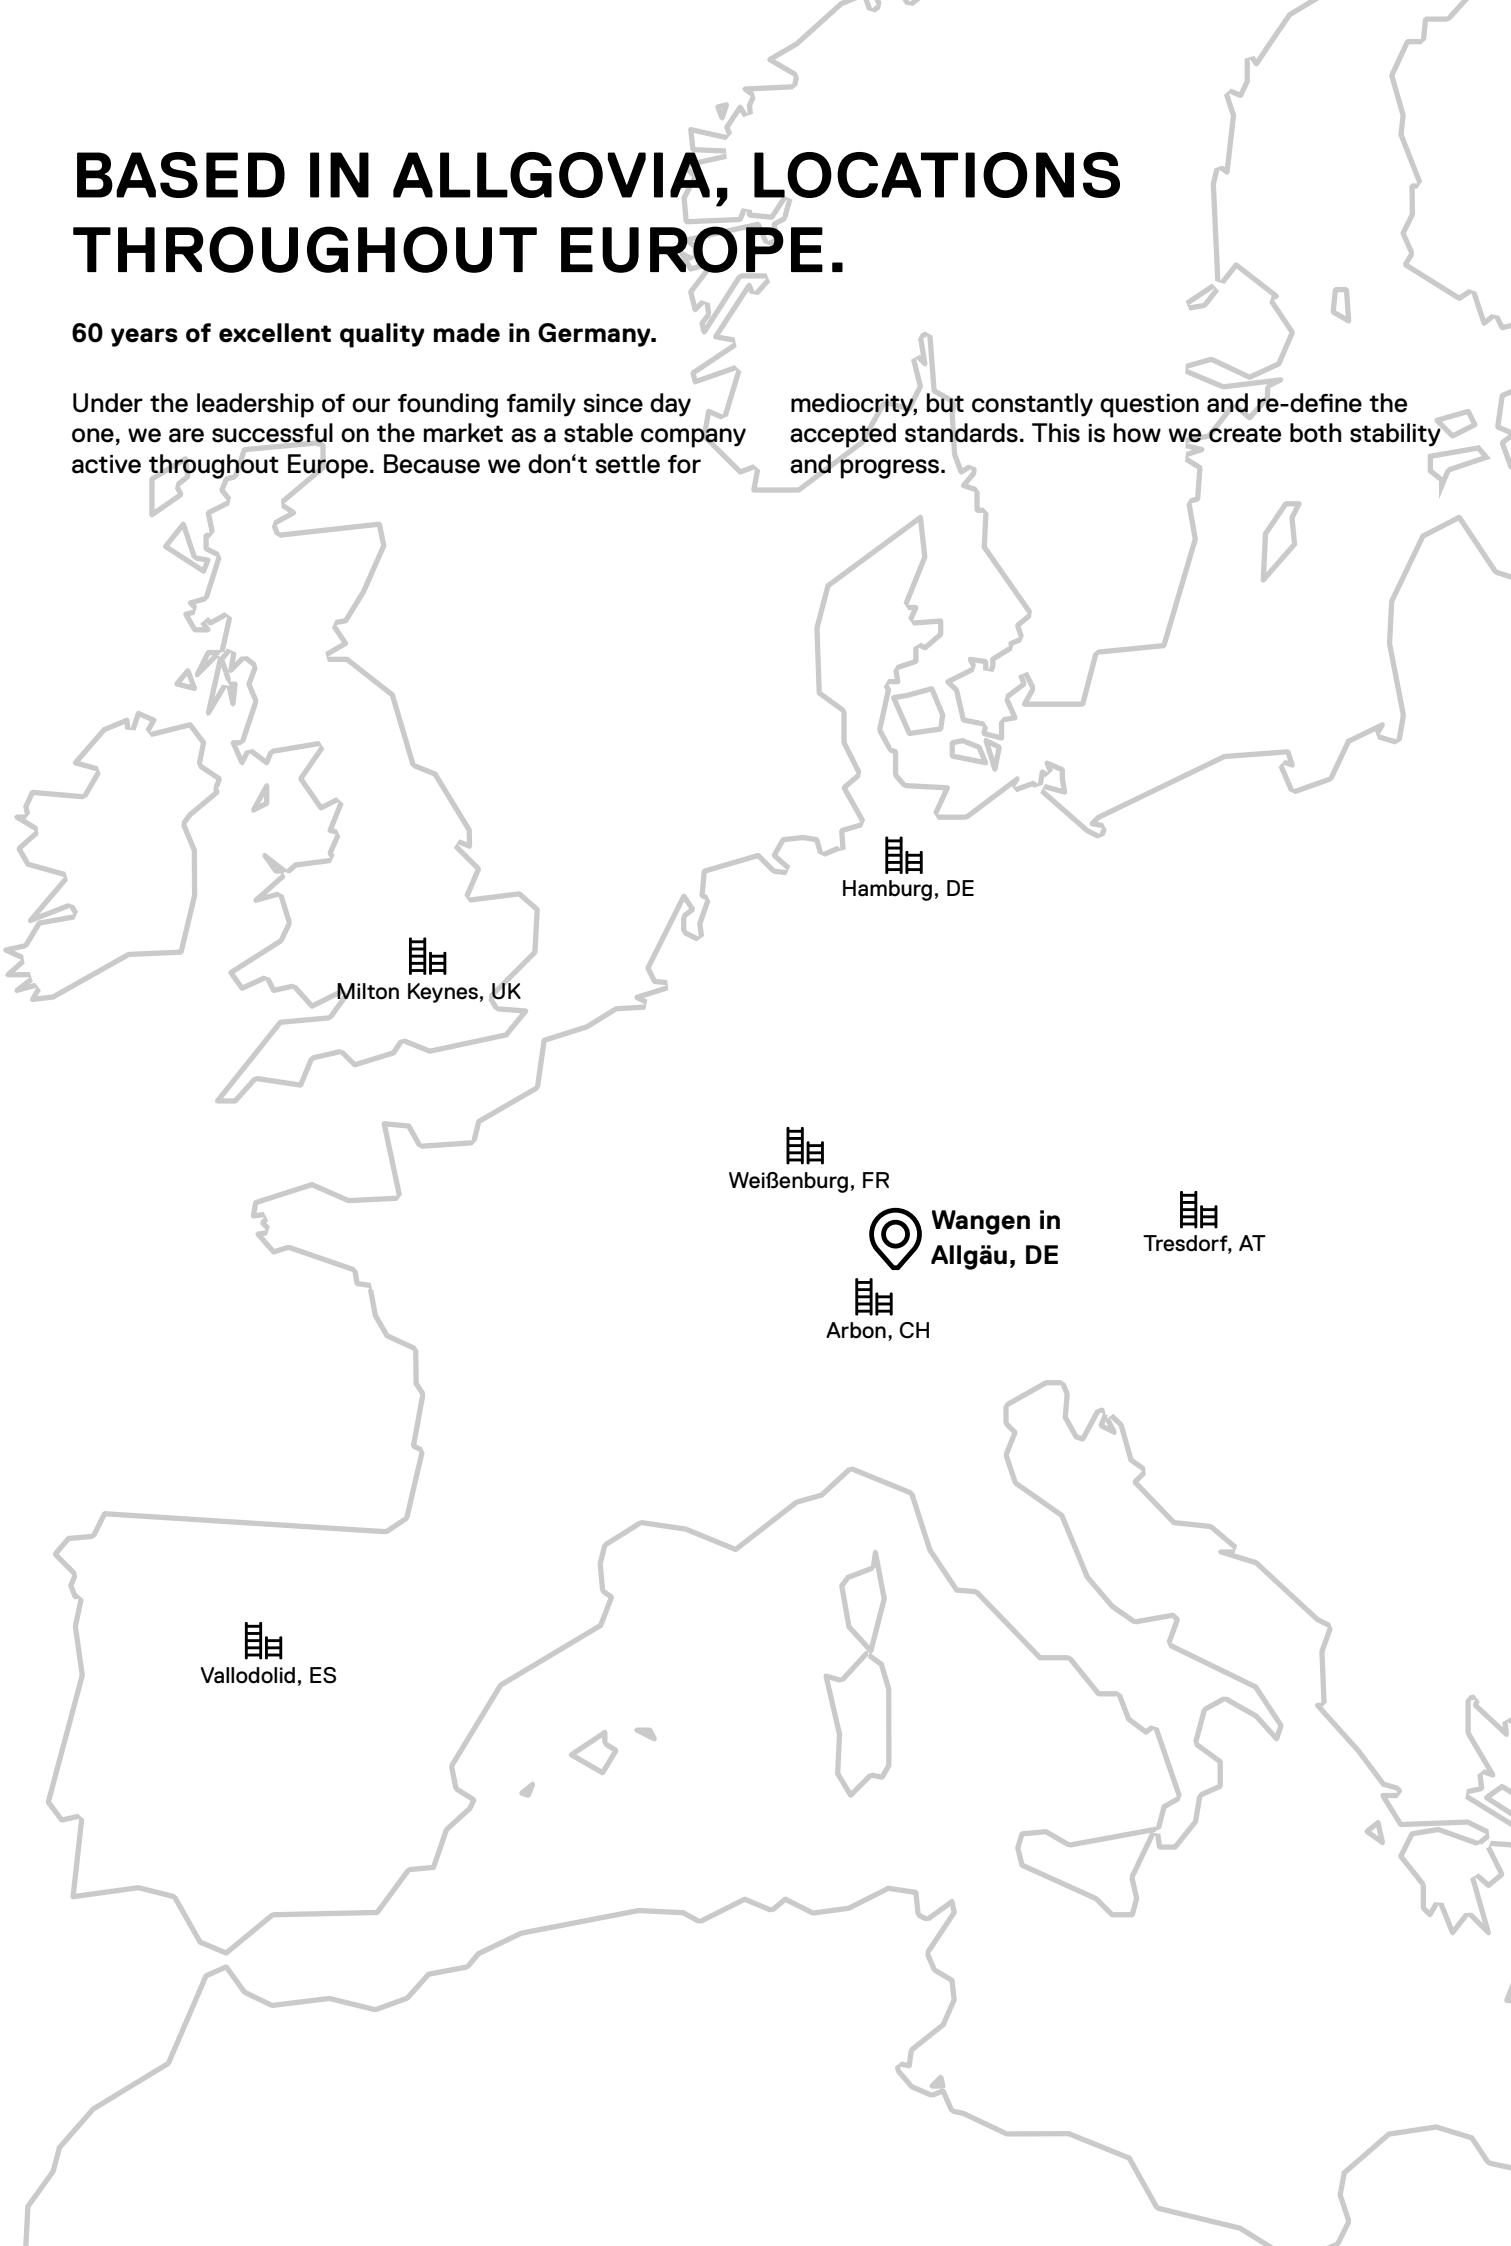 BASED IN ALLGOVIA, LOCATIONS
THROUGHOUT EUROPE.
60 years of excellent quality made in Germany.
Under the leadership of our founding family since day
one, we are successful on the market as a stable company
active throughout Europe. Because we don‘t settle for
mediocrity, but constantly question and re-define the
accepted standards. This is how we create both stability
and progress.
Hamburg, DE
Milton Keynes, UK
Weißenburg, FR
Wangen in
Allgäu, DE
Tresdorf, AT
Arbon, CH
Vallodolid, ES